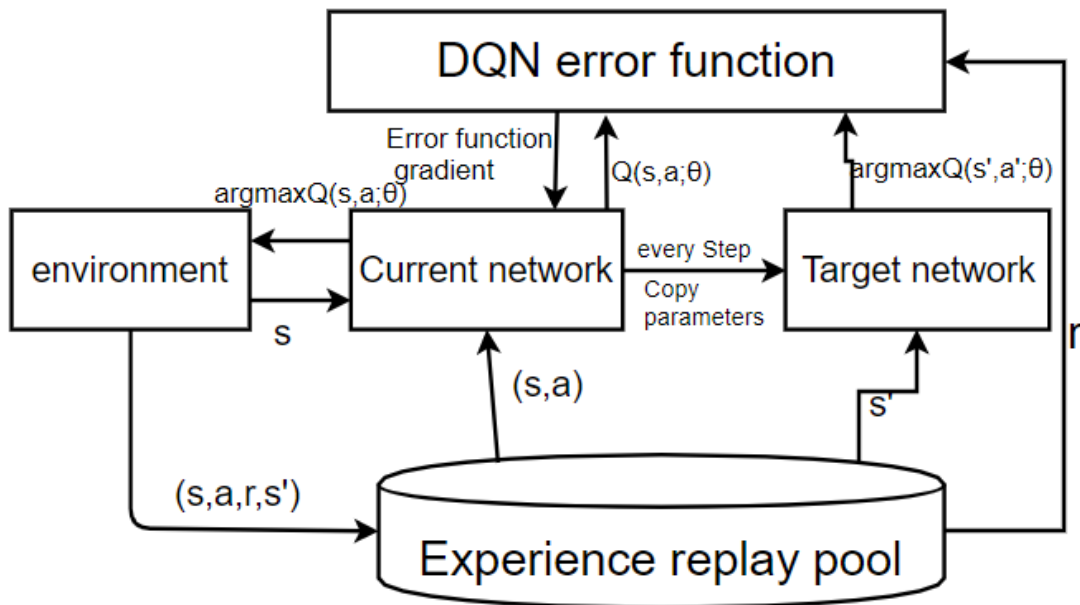 DQN error function
Error function
gradient
Q(s,a;θ)
argmaxQ(s',a';θ)
argmaxQ(s,a;θ)
environment
Current network
every Step
Copy
parameters
Target network
s
r
(s,a)
s'
(s,a,r,s')
Experience replay pool